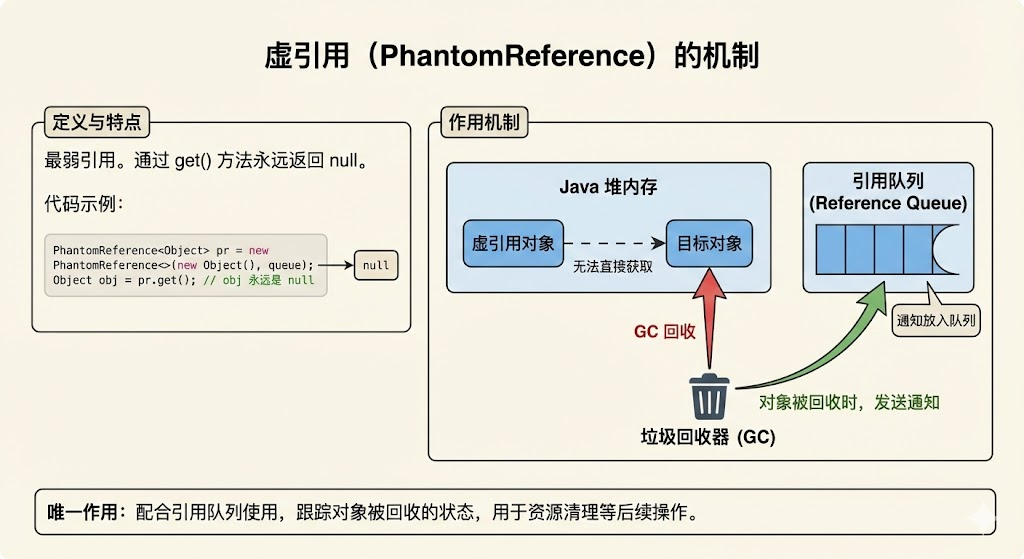 虚引用（PhantomReference）的机制
定义与特点
最弱引用。通过 get() 方法永远返回 null。
代码示例：
PhantomReference<Object> pr = new
PhantomReference<>(new Object(), queue);
Object obj = pr.get(); // obj 永远是 null
null
作用机制
Java 堆内存
虚引用对象
无法直接获取
目标对象
引用队列
(Reference Queue)
通知放入队列
GC 回收
对象被回收时，发送通知
垃圾回收器 (GC)
唯一作用：配合引用队列使用，跟踪对象被回收的状态，用于资源清理等后续操作。